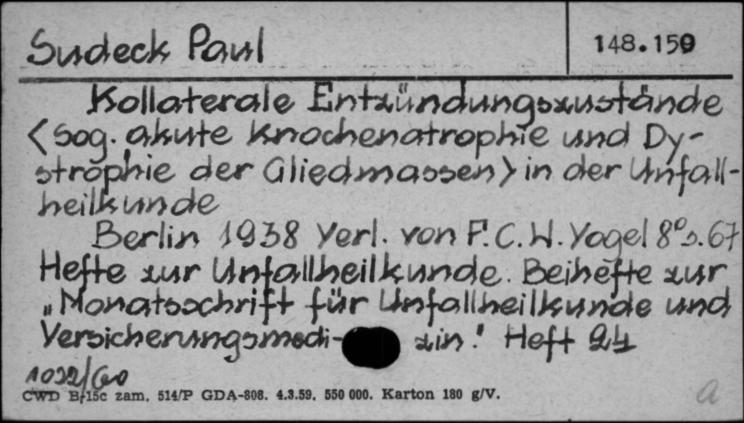 Sudeck Paul
148.159
Kollaterale Entzündungszustände
<sog. akute Knochenatrophie und Dy-
strophie der Gliedmassen> in der Unfall-
heilkunde
Berlin 1938 Verl. von F.C.W. Vogel 8° s. 67
Hefte zur Unfallheilkunde. Beihefte zur
„Monatsschrift für Unfallheilkunde und
Versicherungsmedi- zin." Heft 24
1092/60
CWD Bf15c zam. 514/P GDA-808. 4.3.59. 550 000. Karton 180 g/V.
a